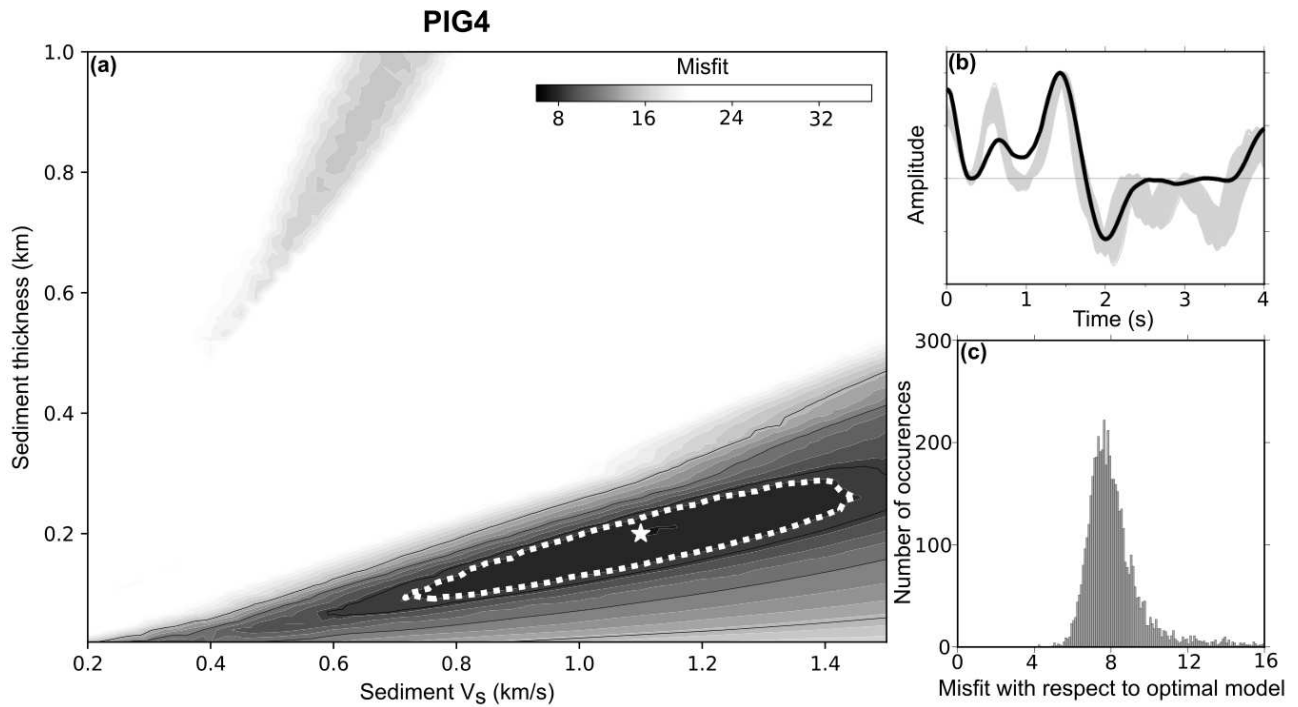 PIG4
(a)
Misfit
8 16 24 32
1.0
0.8
0.6
0.4
0.2
Sediment thickness (km)
0.2 0.4 0.6 0.8 1.0 1.2 1.4
Sediment Vs (km/s)
(b)
Amplitude
0 1 2 3 4
Time (s)
(c)
300
200
100
0
Number of occurences
0 4 8 12 16
Misfit with respect to optimal model